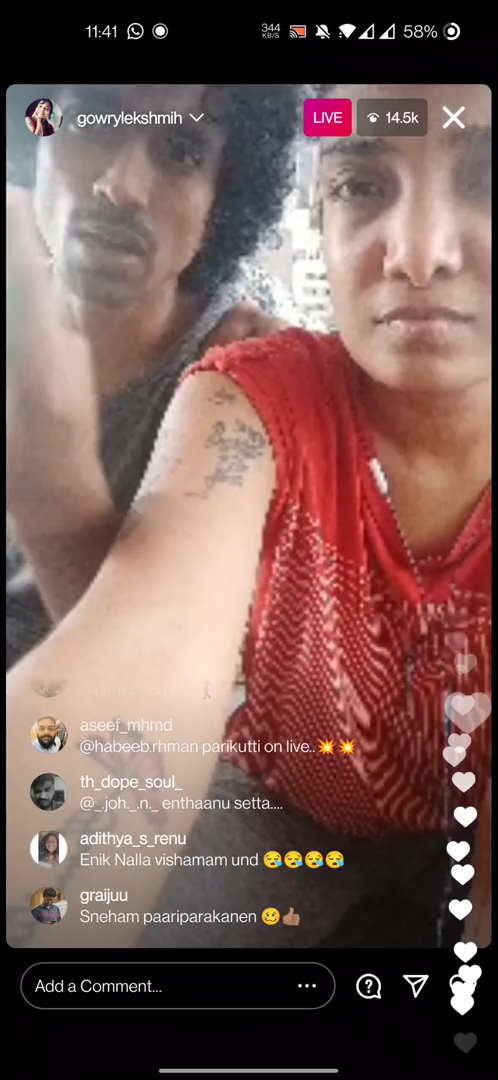 11:41
344
KB/S
58%
gowrylekshmih
LIVE
14.5k
aseef_mhmd
@habeeb.rhman parikutti on live..💥💥
th_dope_soul_
@_.joh._.n._ enthaanu setta....
adithya_s_renu
Enik Nalla vishamam und 😪😪😪😪
graijuu
Sneham paariparakanen 🥴👍🏽
Add a Comment...